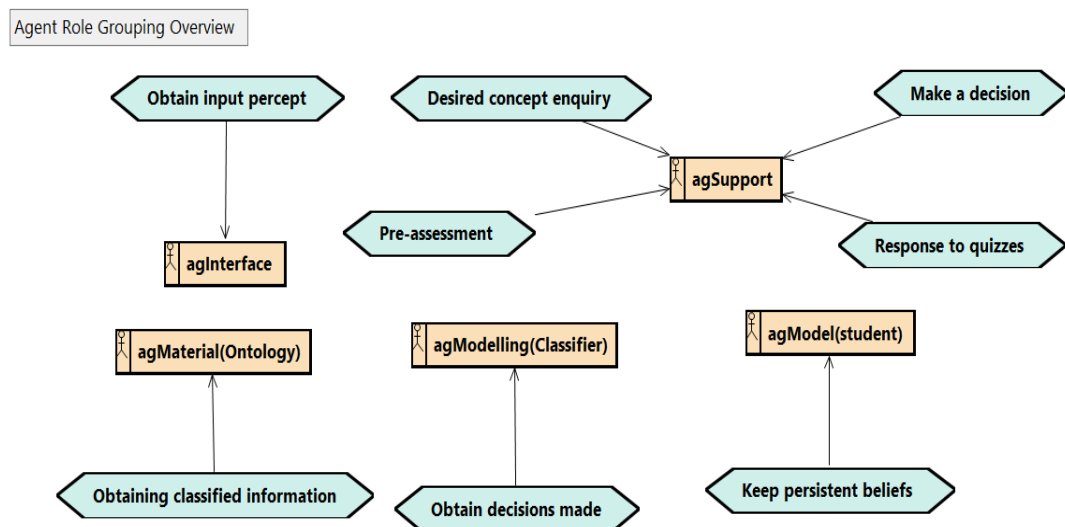 Agent Role Grouping Overview
Obtain input percept
Desired concept enquiry
Make a decision
agSupport
Pre-assessment
Response to quizzes
agInterface
agMaterial(Ontology)
agModelling(Classifier)
agModel(student)
Obtaining classified information
Obtain decisions made
Keep persistent beliefs